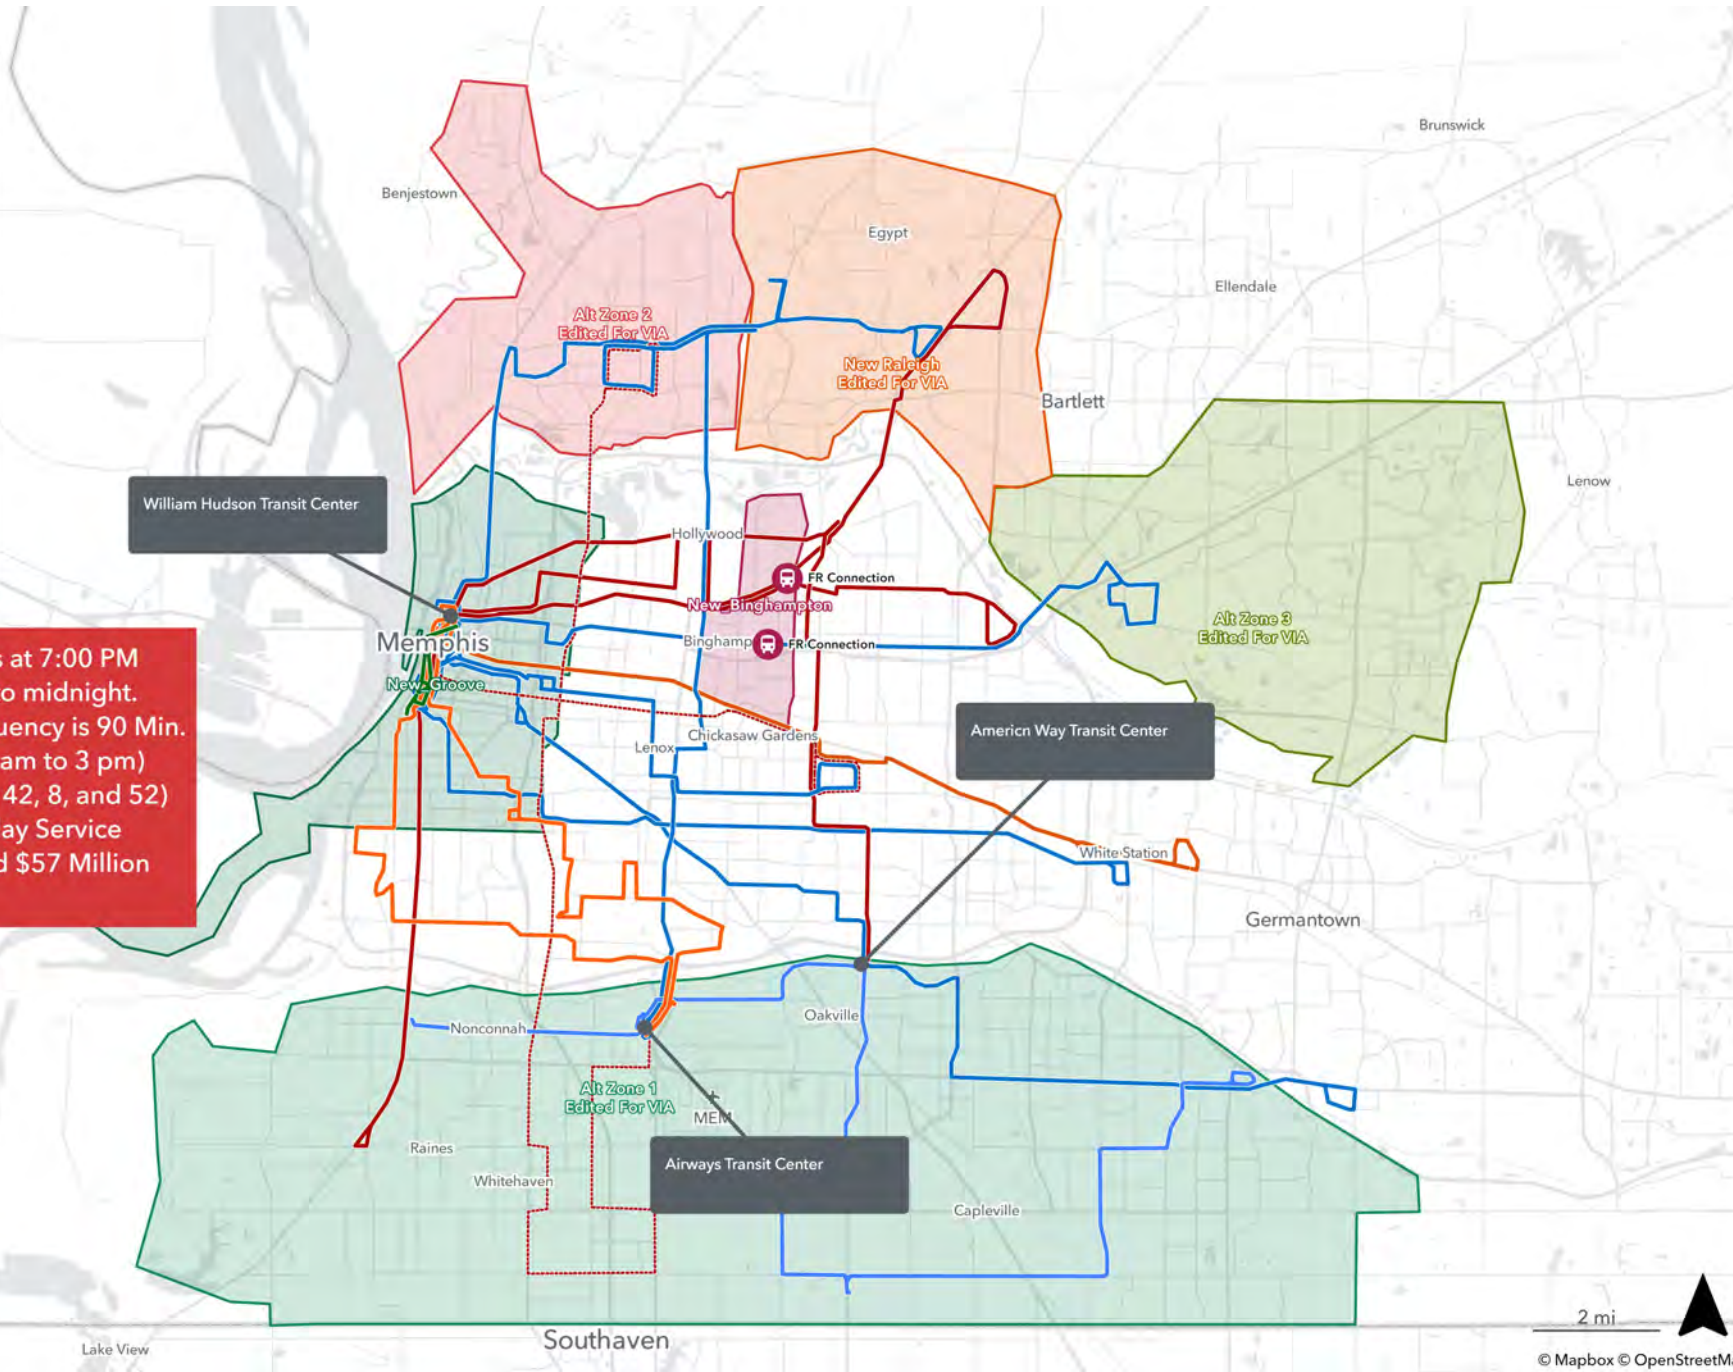 Brunswick
Benjestown
Egypt
Ellendale
Alt Zone 2
Edited For VIA
New Raleigh
Edited For VIA
Bartlett
Lenow
William Hudson Transit Center
Hollywood
FR Connection
New Binghampton
Alt Zone 3
Edited For VIA
Memphis
Binghamp
FR Connection
New Groove
s at 7:00 PM
o midnight.
uency is 90 Min.
am to 3 pm)
42, 8, and 52)
ay Service
d $57 Million
Americn Way Transit Center
Chickasaw Gardens
Lenox
White Station
Germantown
Oakville
Nonconnah
Alt Zone 1
Edited For VIA
MEM
Raines
Whitehaven
Airways Transit Center
Capleville
2 mi
Southaven
Lake View
© Mapbox © OpenStreetM